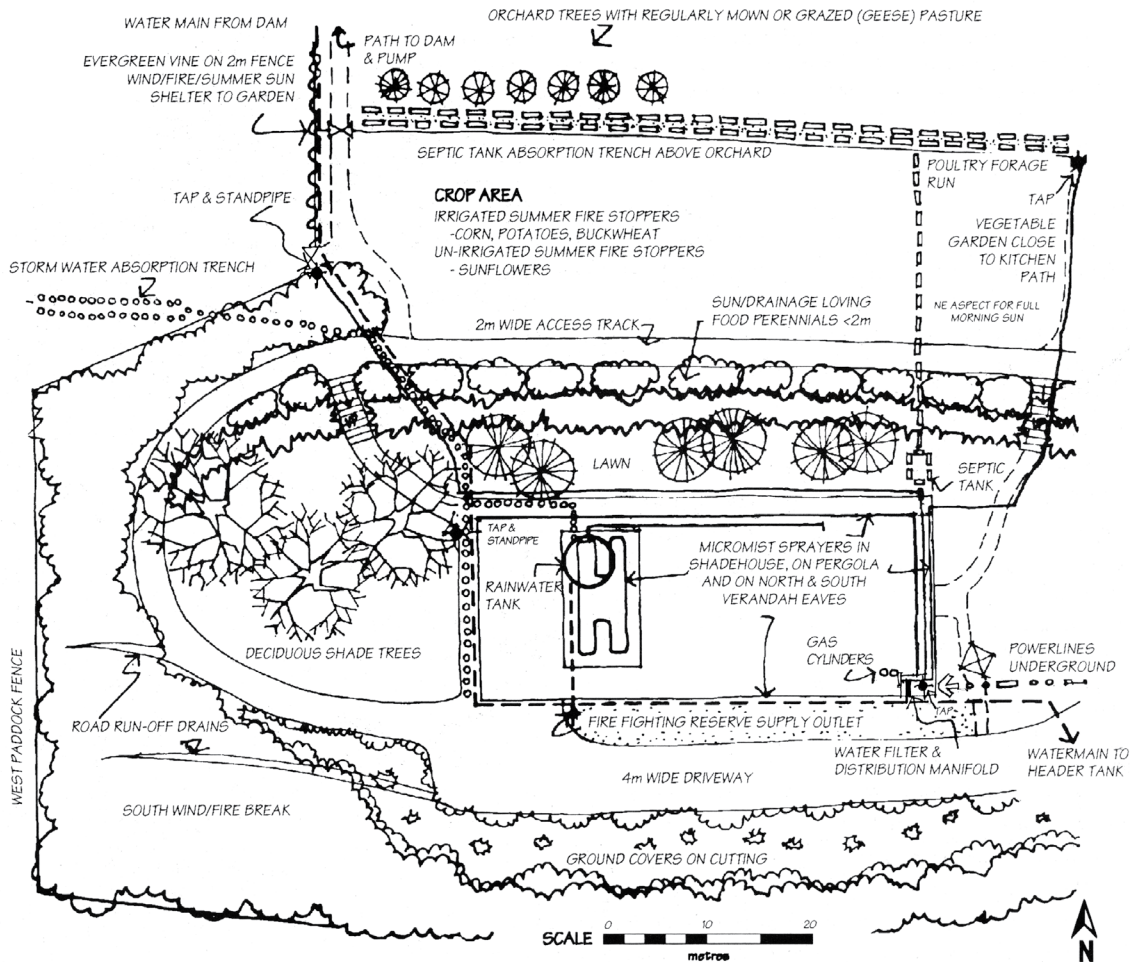 WATER MAIN FROM DAM
ORCHARD TREES WITH REGULARLY MOWN OR GRAZED (GEESE) PASTURE
PATH TO DAM
& PUMP
EVERGREEN VINE ON 2m FENCE
WIND/FIRE/SUMMER SUN
SHELTER TO GARDEN
SEPTIC TANK ABSORPTION TRENCH ABOVE ORCHARD
POULTRY FORAGE
RUN
TAP
TAP & STANDPIPE
CROP AREA
IRRIGATED SUMMER FIRE STOPPERS
-CORN, POTATOES, BUCKWHEAT
UN-IRRIGATED SUMMER FIRE STOPPERS
- SUNFLOWERS
VEGETABLE
GARDEN CLOSE
TO KITCHEN
PATH
STORM WATER ABSORPTION TRENCH
NE ASPECT FOR FULL
MORNING SUN
SUN/DRAINAGE LOVING
FOOD PERENNIALS <2m
2m WIDE ACCESS TRACK
LAWN
SEPTIC
TANK
TAP &
STANDPIPE
RAINWATER
TANK
MICROMIST SPRAYERS IN
SHADEHOUSE, ON PERGOLA
AND ON NORTH & SOUTH
VERANDAH EAVES
DECIDUOUS SHADE TREES
GAS
CYLINDERS
POWERLINES
UNDERGROUND
WEST PADDOCK FENCE
ROAD RUN-OFF DRAINS
FIRE FIGHTING RESERVE SUPPLY OUTLET
TAP
WATER FILTER &
DISTRIBUTION MANIFOLD
WATERMAIN TO
HEADER TANK
4m WIDE DRIVEWAY
SOUTH WIND/FIRE BREAK
GROUND COVERS ON CUTTING
SCALE
0 10 20
metres
N